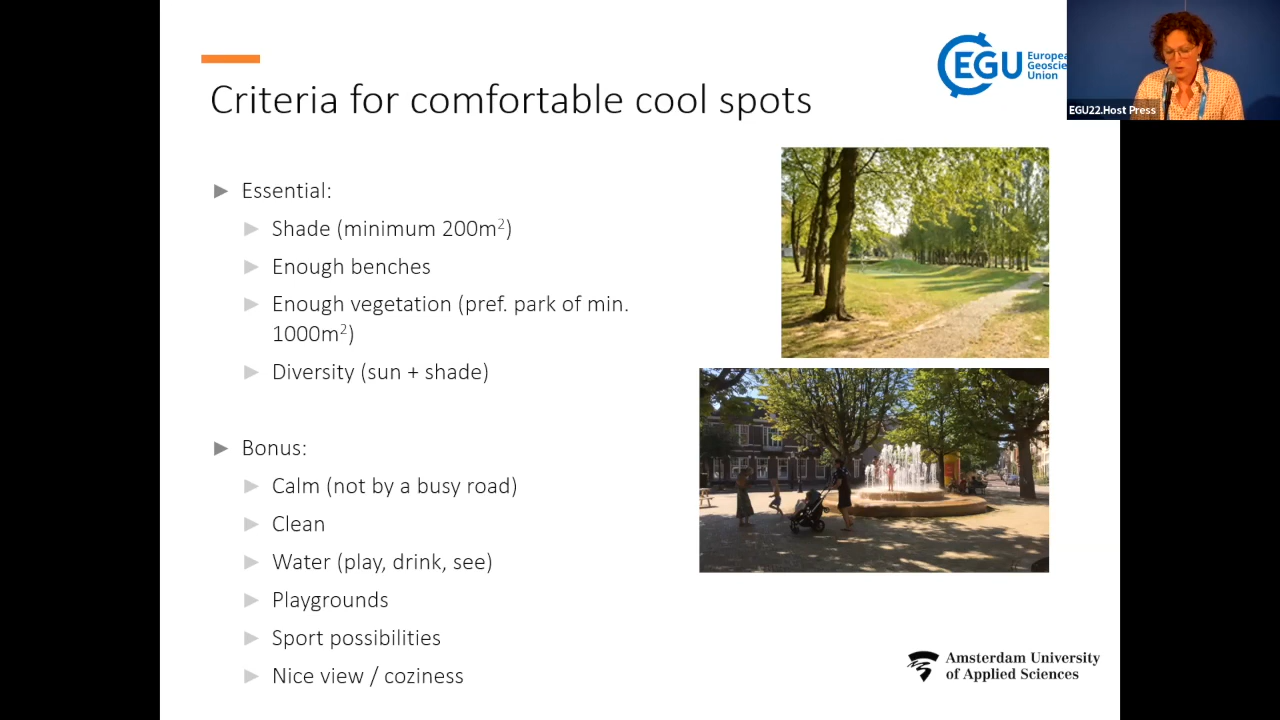 Criteria for comfortable cool spots
EGU
Europea
Geoscie
Union
EGU22.Host Press
► Essential:
► Shade (minimum 200m²)
► Enough benches
► Enough vegetation (pref. park of min.
1000m²)
► Diversity (sun + shade)
► Bonus:
► Calm (not by a busy road)
► Clean
► Water (play, drink, see)
► Playgrounds
► Sport possibilities
► Nice view / coziness
Amsterdam University
of Applied Sciences